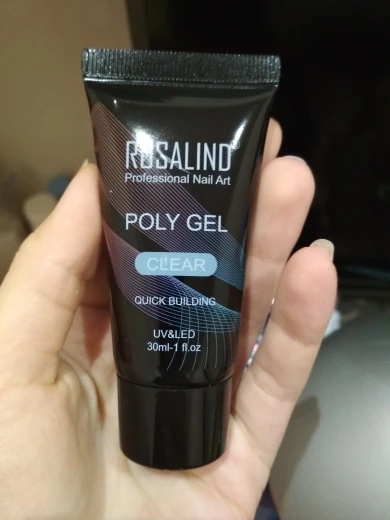 ROSALIND®
Professional Nail Art
POLY GEL
CLEAR
QUICK BUILDING
UV&LED
30ml-1 fl.oz